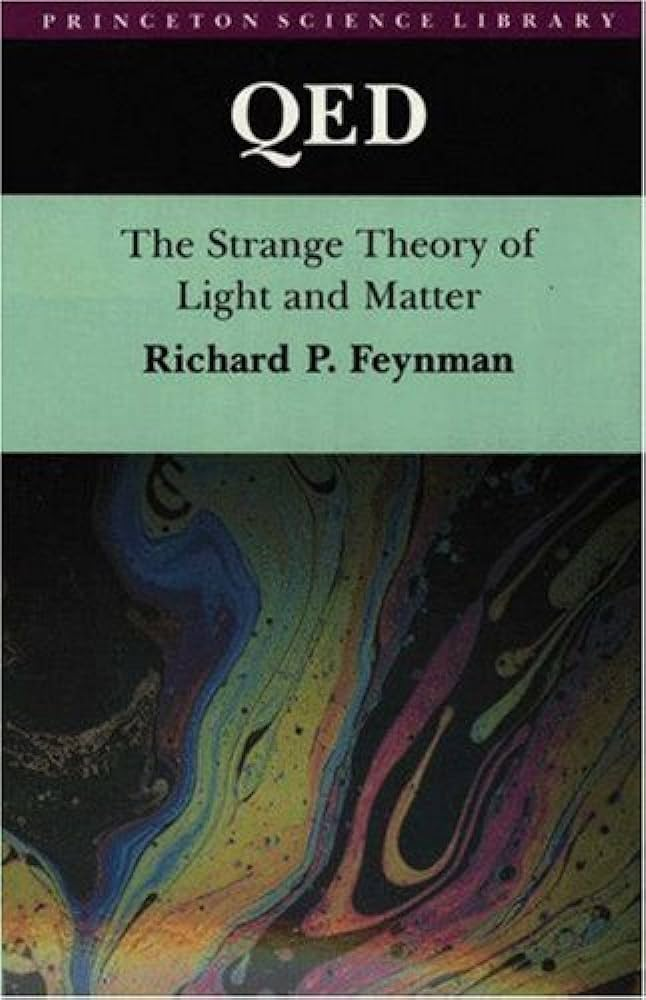 PRINCETON SCIENCE LIBRARY
QED
The Strange Theory of
Light and Matter
Richard P. Feynman